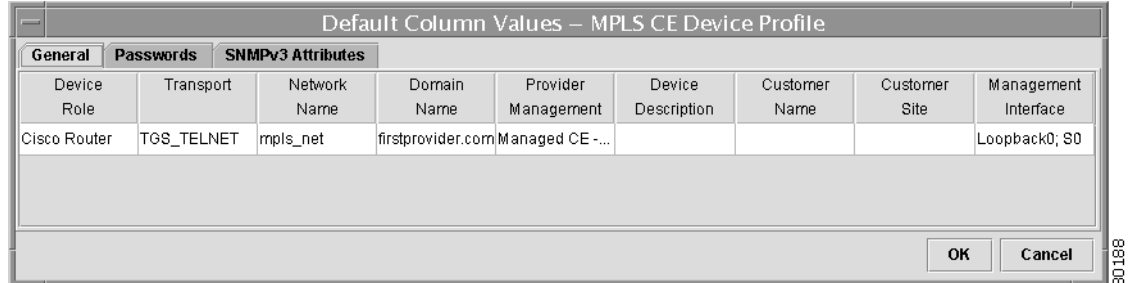 Default Column Values – MPLS CE Device Profile
General Passwords SNMPv3 Attributes
Device Role Transport Network Name Domain Name Provider Management Device Description Customer Name Customer Site Management Interface
Cisco Router TGS_TELNET mpls_net firstprovider.com Managed CE -... Loopback0; S0
OK Cancel
30188